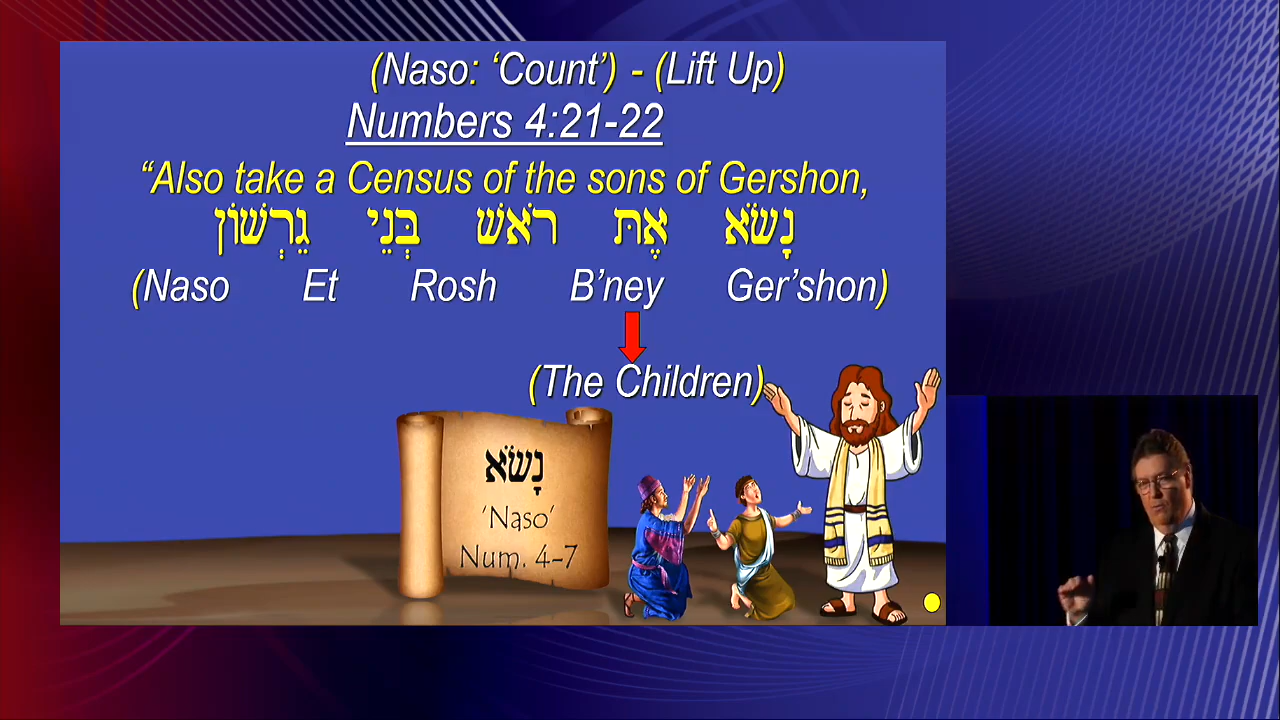 (Naso: ‘Count’) - (Lift Up)
Numbers 4:21-22
“Also take a Census of the sons of Gershon,
נָשֹׂא אֶת רֹאשׁ בְּנֵי גֵרְשׁוֹן
(Naso Et Rosh B’ney Ger’shon)
(The Children)
נָשֹׂא
‘Naso’
Num. 4-7